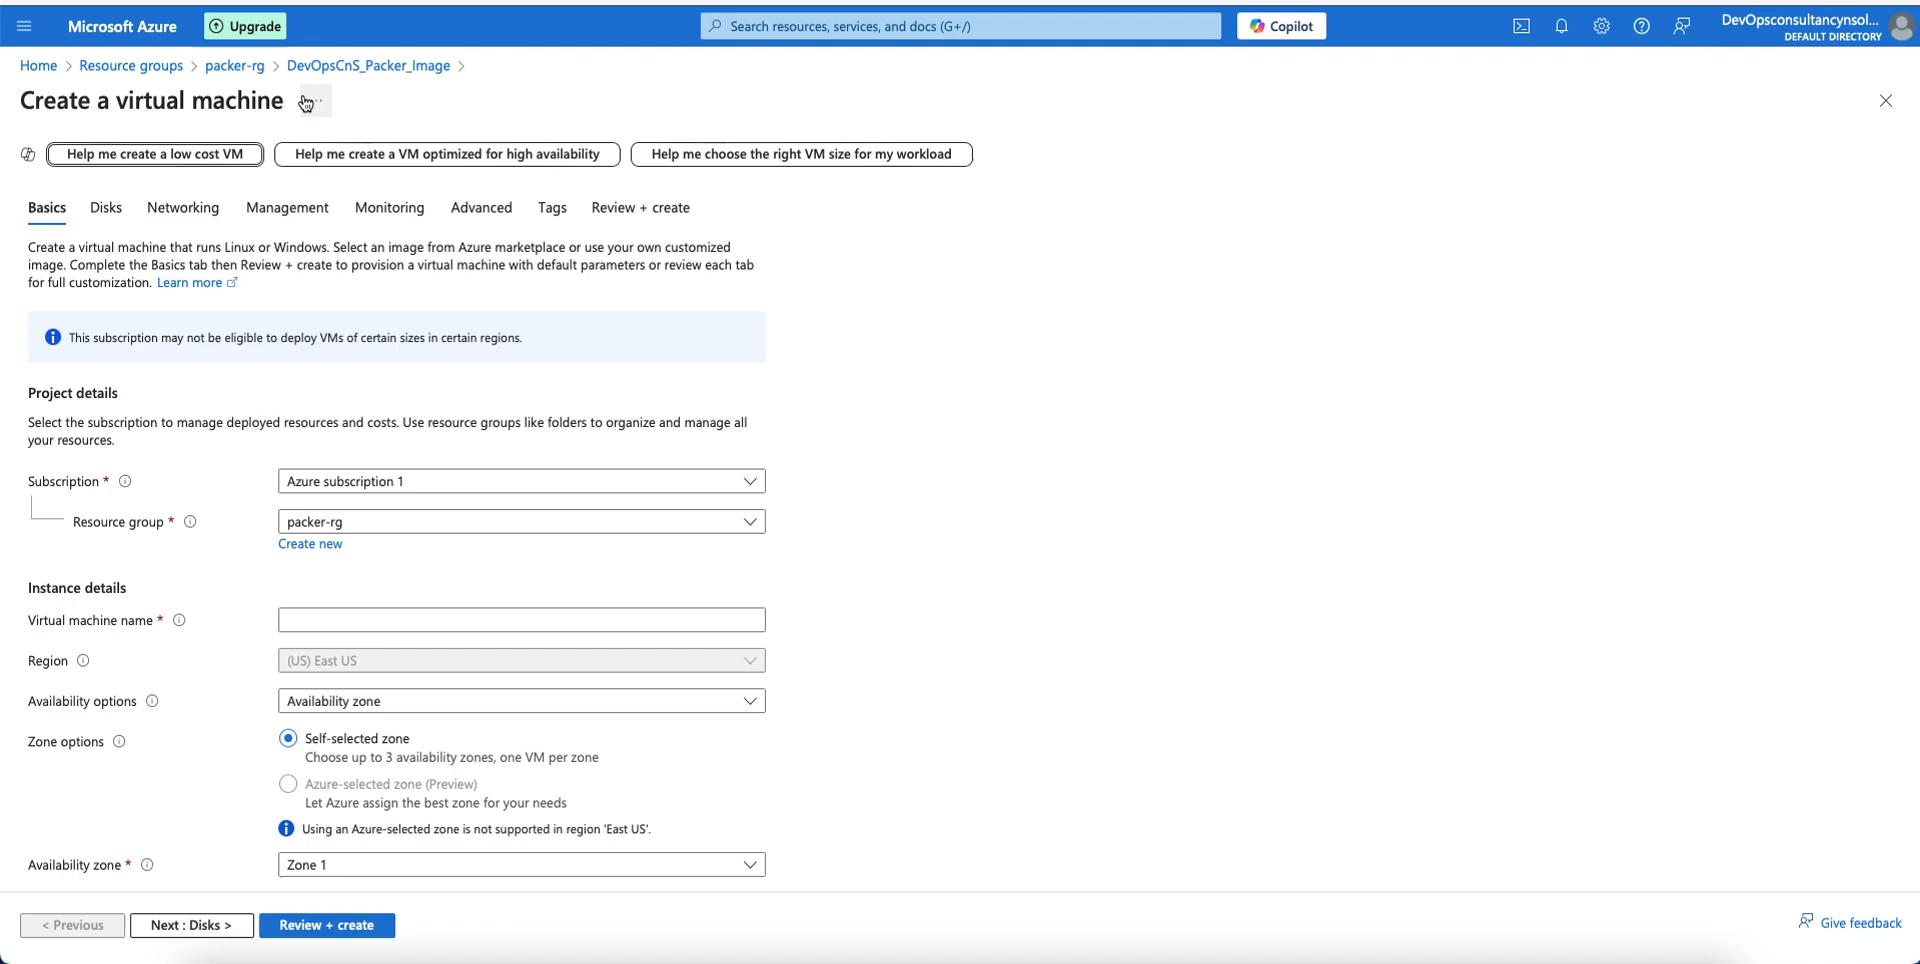 Microsoft Azure
Upgrade
Search resources, services, and docs (G+/)
Copilot
DevOpsconsultancynsol...
DEFAULT DIRECTORY
Home > Resource groups > packer-rg > DevOpsCnS_Packer_Image >
Create a virtual machine
Help me create a low cost VM
Help me create a VM optimized for high availability
Help me choose the right VM size for my workload
Basics Disks Networking Management Monitoring Advanced Tags Review + create
Create a virtual machine that runs Linux or Windows. Select an image from Azure marketplace or use your own customized
image. Complete the Basics tab then Review + create to provision a virtual machine with default parameters or review each tab
for full customization. Learn more
This subscription may not be eligible to deploy VMs of certain sizes in certain regions.
Project details
Select the subscription to manage deployed resources and costs. Use resource groups like folders to organize and manage all
your resources.
Subscription * Azure subscription 1
Resource group * packer-rg
Create new
Instance details
Virtual machine name *
Region (US) East US
Availability options Availability zone
Zone options Self-selected zone
Choose up to 3 availability zones, one VM per zone
Azure-selected zone (Preview)
Let Azure assign the best zone for your needs
Using an Azure-selected zone is not supported in region 'East US'.
Availability zone * Zone 1
< Previous Next : Disks > Review + create
Give feedback